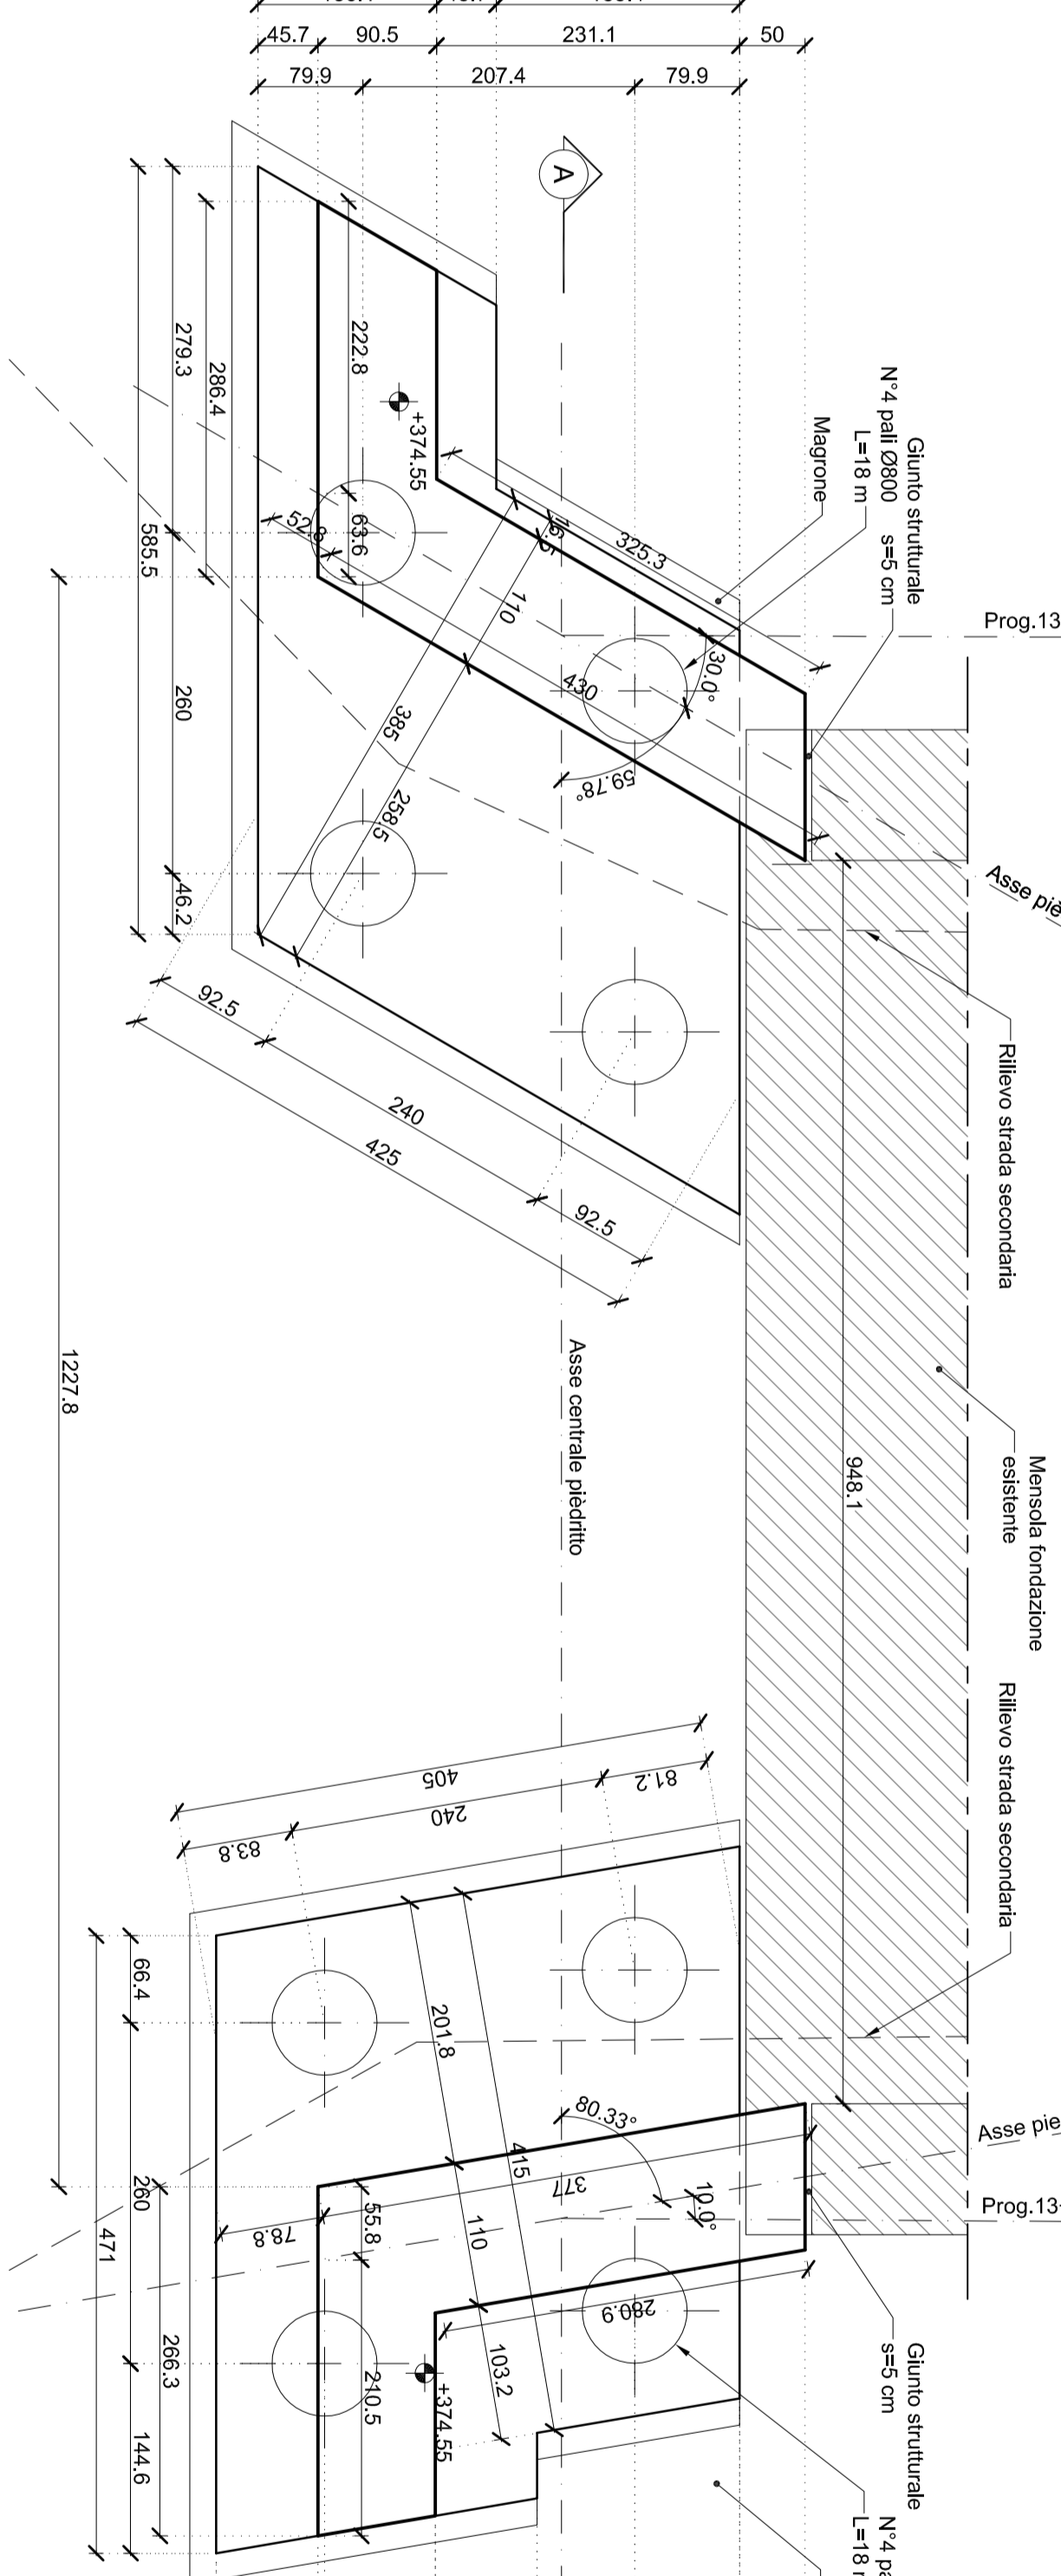 45.7
90.5
231.1
50
79.9
207.4
79.9
A
279.3
286.4
222.8
+374.55
585.5
63.6
52.8
325.3
110
385
258.5
430
30.0°
59.78°
260
46.2
92.5
240
425
92.5
Magrone
N°4 pali Ø800
L=18 m
Giunto strutturale
s=5 cm
Prog.13
Asse piè
Rilievo strada secondaria
Mensola fondazione
esistente
948.1
1227.8
Asse centrale pièdritto
Rilievo strada secondaria
405
240
81.2
83.8
66.4
201.8
415
80.33°
377
10.0°
Asse pie
Prog.13
260
471
78.8
55.8
110
280.9
103.2
266.3
210.5
+374.55
144.6
Giunto strutturale
s=5 cm
N°4 pa
L=18 m